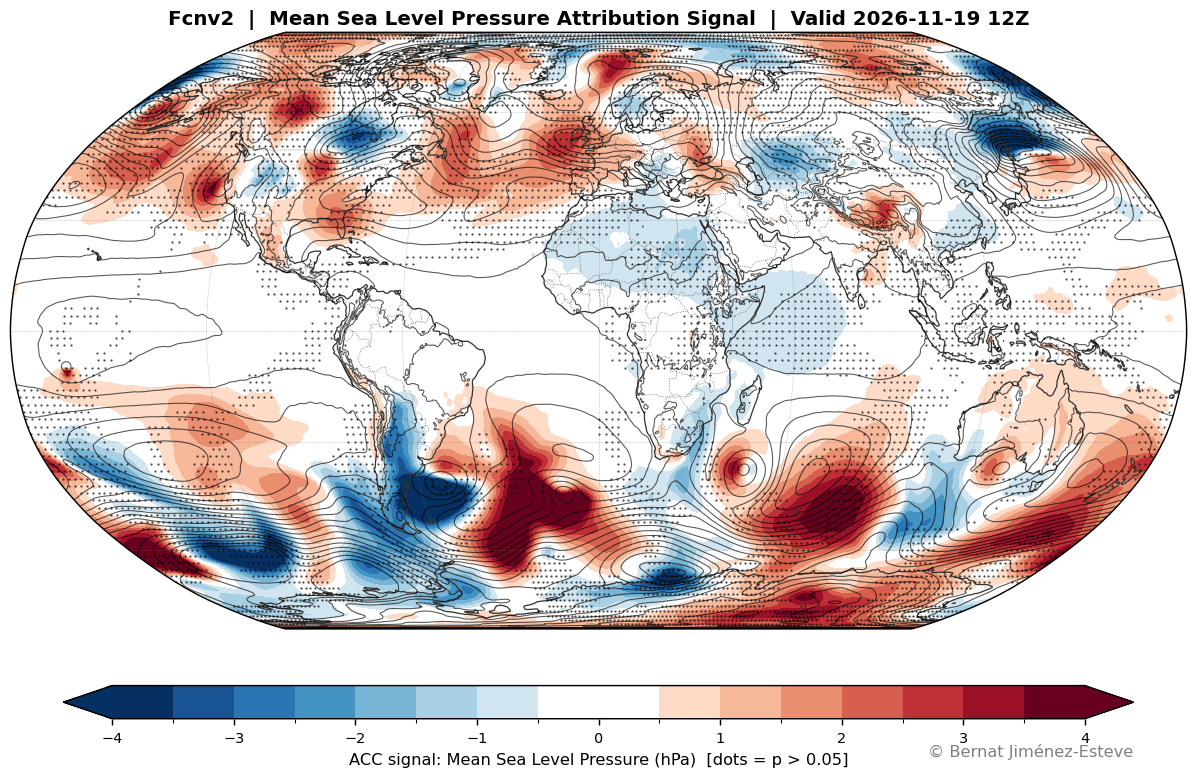 Fcnv2 | Mean Sea Level Pressure Attribution Signal | Valid 2026-11-19 12Z
−4 −3 −2 −1 0 1 2 3 4
ACC signal: Mean Sea Level Pressure (hPa) [dots = p > 0.05]
© Bernat Jiménez-Esteve